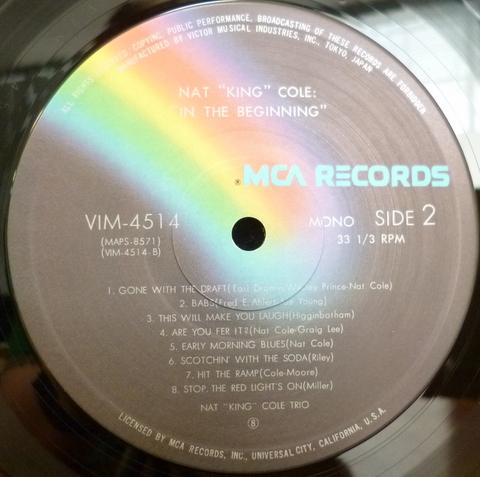 ALL RIGHTS RESERVED. COPYING, PUBLIC PERFORMANCE, BROADCASTING OF THESE RECORDS ARE FORBIDDEN
MANUFACTURED BY VICTOR MUSICAL INDUSTRIES, INC., TOKYO, JAPAN
NAT "KING" COLE:
"IN THE BEGINNING"
®MCA RECORDS
VIM-4514
(MAPS-8571)
(VIM-4514-B)
MONO SIDE 2
33 1/3 RPM
1. GONE WITH THE DRAFT(Prince-Nat Cole)
2. BABS(Fred E. Ahlert-Joe Young)
3. THIS WILL MAKE YOU LAUGH(Higginbotham)
4. ARE YOU FER IT?(Nat Cole-Graig Lee)
5. EARLY MORNING BLUES(Nat Cole)
6. SCOTCHIN' WITH THE SODA(Riley)
7. HIT THE RAMP(Cole-Moore)
8. STOP, THE RED LIGHT'S ON(Miller)
NAT "KING" COLE TRIO
8
LICENSED BY MCA RECORDS, INC., UNIVERSAL CITY, CALIFORNIA, U.S.A.